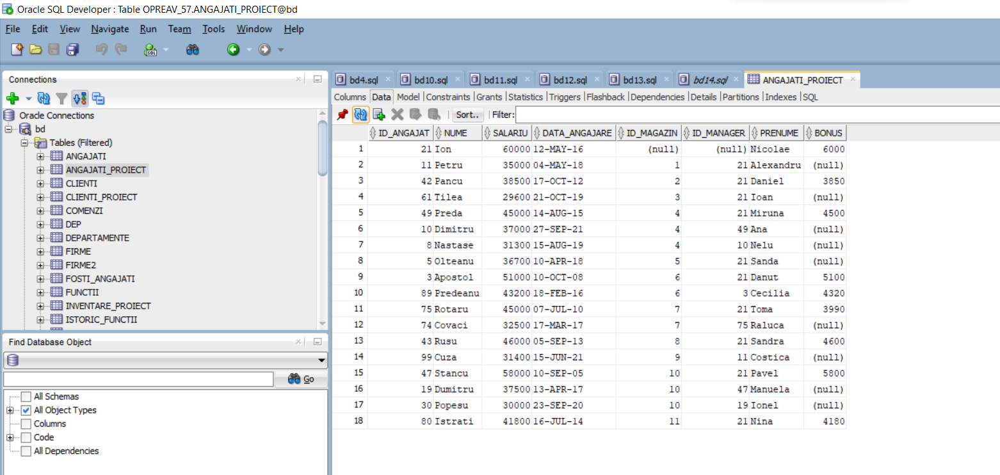 Oracle SQL Developer : Table OPREAV_57.ANGAJATI_PROIECT@bd
File Edit View Navigate Run Team Tools Window Help
SQL
Connections
Oracle Connections
bd
Tables (Filtered)
ANGAJATI
ANGAJATI_PROIECT
CLIENTI
CLIENTI_PROIECT
COMENZI
DEP
DEPARTAMENTE
FIRME
FIRME2
FOSTI_ANGAJATI
FUNCTII
INVENTARE_PROIECT
ISTORIC_FUNCTII
Find Database Object
Go
All Schemas
All Object Types
Columns
Code
All Dependencies
bd4.sql bd10.sql bd11.sql bd12.sql bd13.sql bd14.sql ANGAJATI_PROIECT
Columns Data Model Constraints Grants Statistics Triggers Flashback Dependencies Details Partitions Indexes SQL
Sort.. Filter:
ID_ANGAJAT NUME SALARIU DATA_ANGAJARE ID_MAGAZIN ID_MANAGER PRENUME BONUS
1 21 Ion 60000 12-MAY-16 (null) (null) Nicolae 6000
2 11 Petru 35000 04-MAY-18 1 21 Alexandru (null)
3 42 Pancu 38500 17-OCT-12 2 21 Daniel 3850
4 61 Tilea 29600 21-OCT-19 3 21 Ioan (null)
5 49 Preda 45000 14-AUG-15 4 21 Miruna 4500
6 10 Dimitru 37000 27-SEP-21 4 49 Ana (null)
7 8 Nastase 31300 15-AUG-19 4 10 Nelu (null)
8 5 Olteanu 36700 10-APR-18 5 21 Sanda (null)
9 3 Apostol 51000 10-OCT-08 6 21 Danut 5100
10 89 Predeanu 43200 18-FEB-16 6 3 Cecilia 4320
11 75 Rotaru 45000 07-JUL-10 7 21 Toma 3990
12 74 Covaci 32500 17-MAR-17 7 75 Raluca (null)
13 43 Rusu 46000 05-SEP-13 8 21 Sandra 4600
14 99 Cuza 31400 15-JUN-21 9 11 Costica (null)
15 47 Stancu 58000 10-SEP-05 10 21 Pavel 5800
16 19 Dumitru 37500 13-APR-17 10 47 Manuela (null)
17 30 Popesu 30000 23-SEP-20 10 19 Ionel (null)
18 80 Istrati 41800 16-JUL-14 11 21 Nina 4180